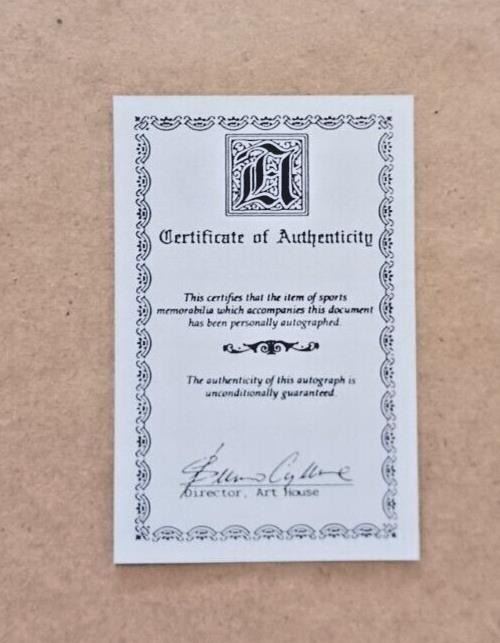 A
Certificate of Authenticity
This certifies that the item of sports
memorabilia which accompanies this document
has been personally autographed.
The authenticity of this autograph is
unconditionally guaranteed.
Director, Art House